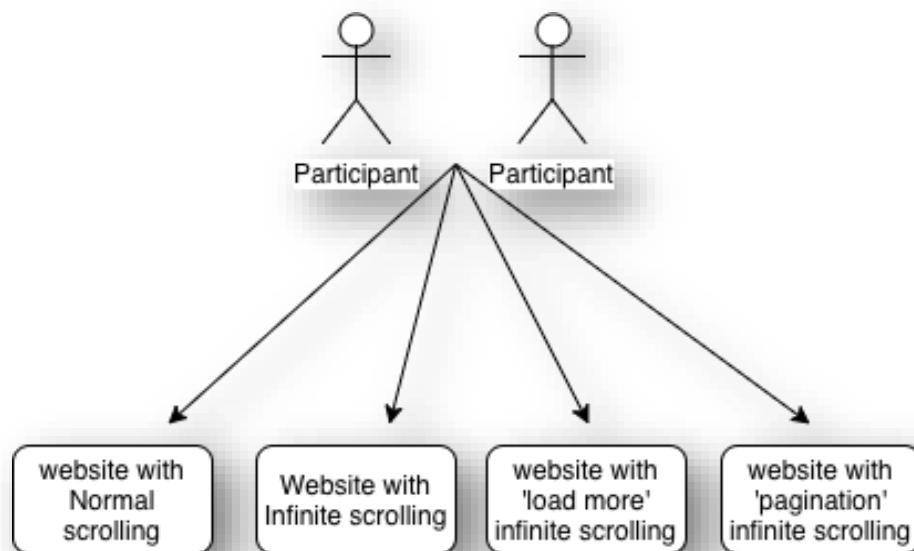 Participant
Participant
website with
Normal
scrolling
Website with
Infinite scrolling
website with
'load more'
infinite scrolling
website with
'pagination'
infinite scrolling